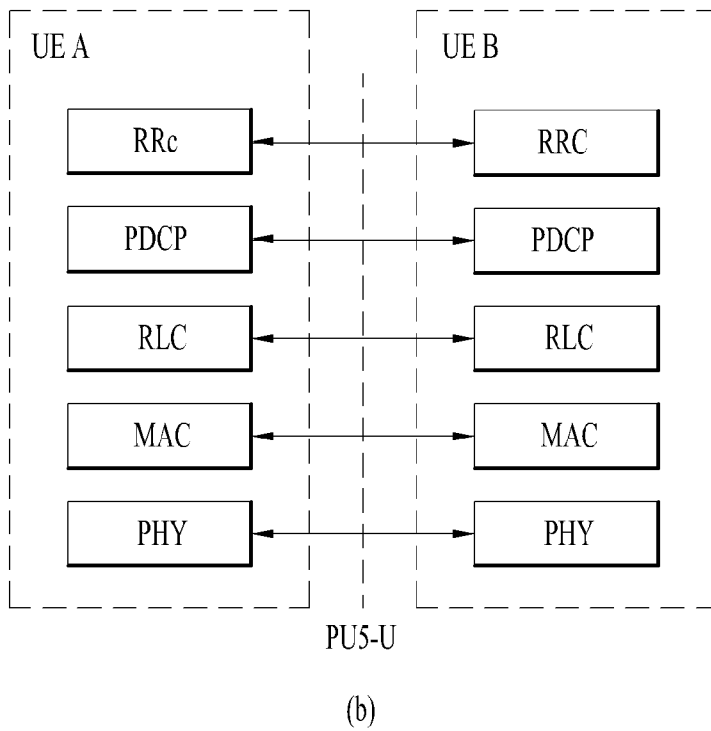 UE A
UE B
RRc
RRC
PDCP
PDCP
RLC
RLC
MAC
MAC
PHY
PHY
PU5-U
(b)